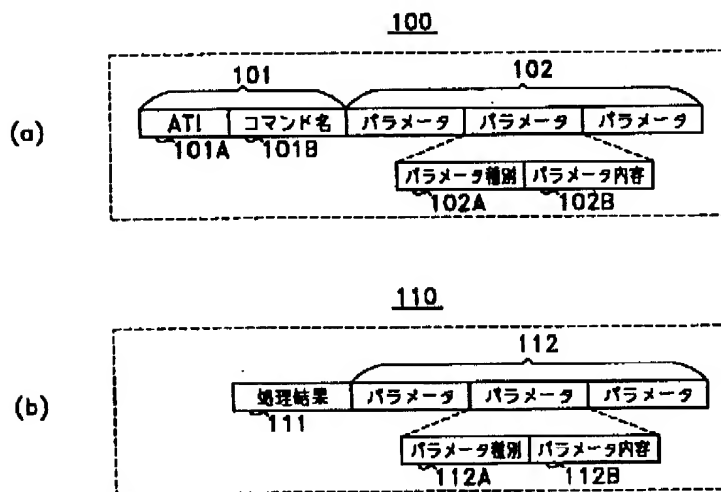 100
101 102
(a)
AT! コマンド名 パラメータ パラメータ パラメータ
101A 101B
パラメータ種別 パラメータ内容
102A 102B
110
112
(b)
処理結果 パラメータ パラメータ パラメータ
111
パラメータ種別 パラメータ内容
112A 112B